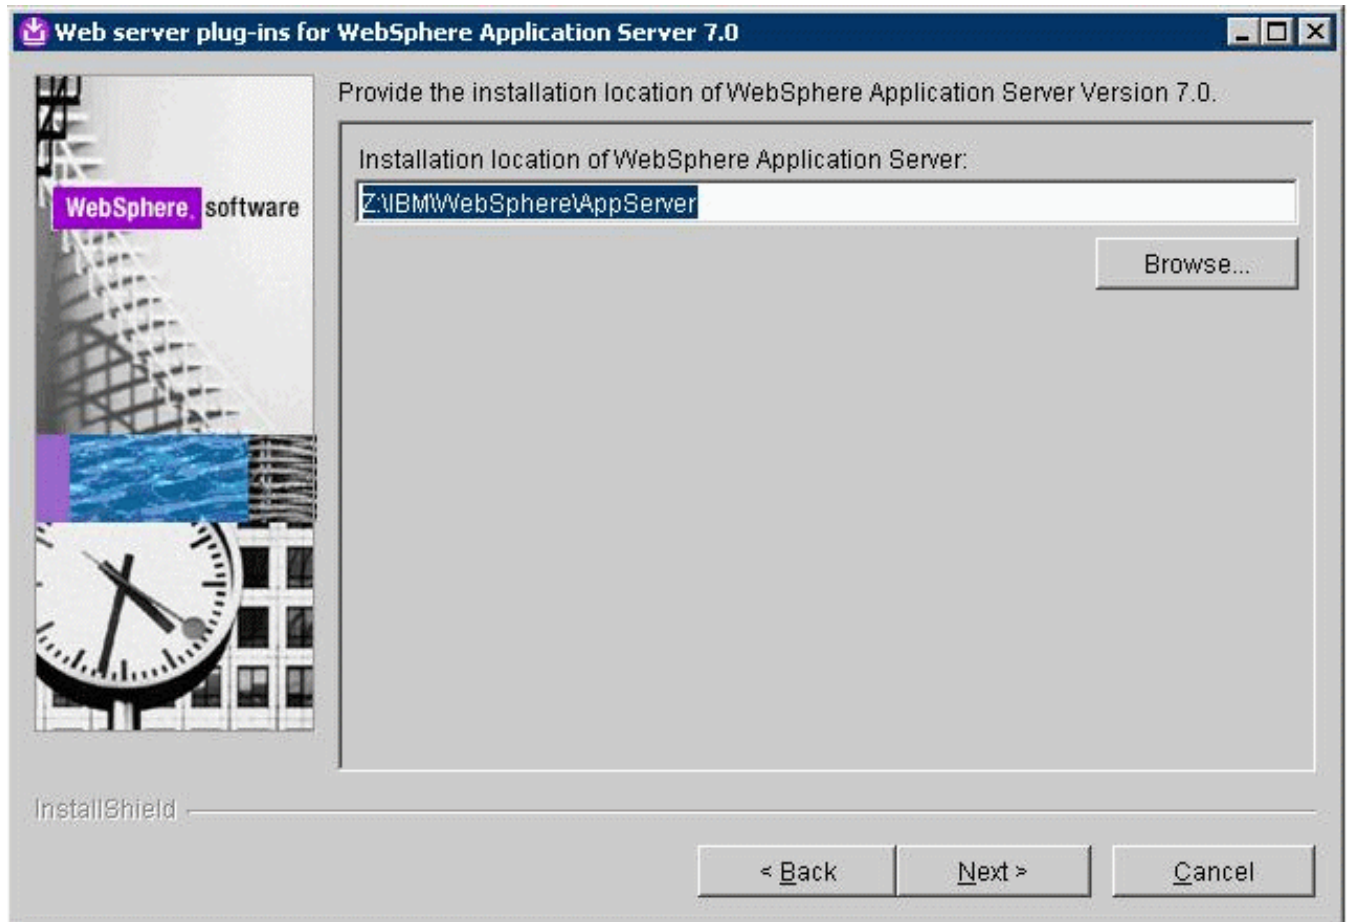 Web server plug-ins for WebSphere Application Server 7.0
Provide the installation location of WebSphere Application Server Version 7.0.
Installation location of WebSphere Application Server:
Z:\IBM\WebSphere\AppServer
Browse...
WebSphere. software
InstallShield
< Back
Next >
Cancel